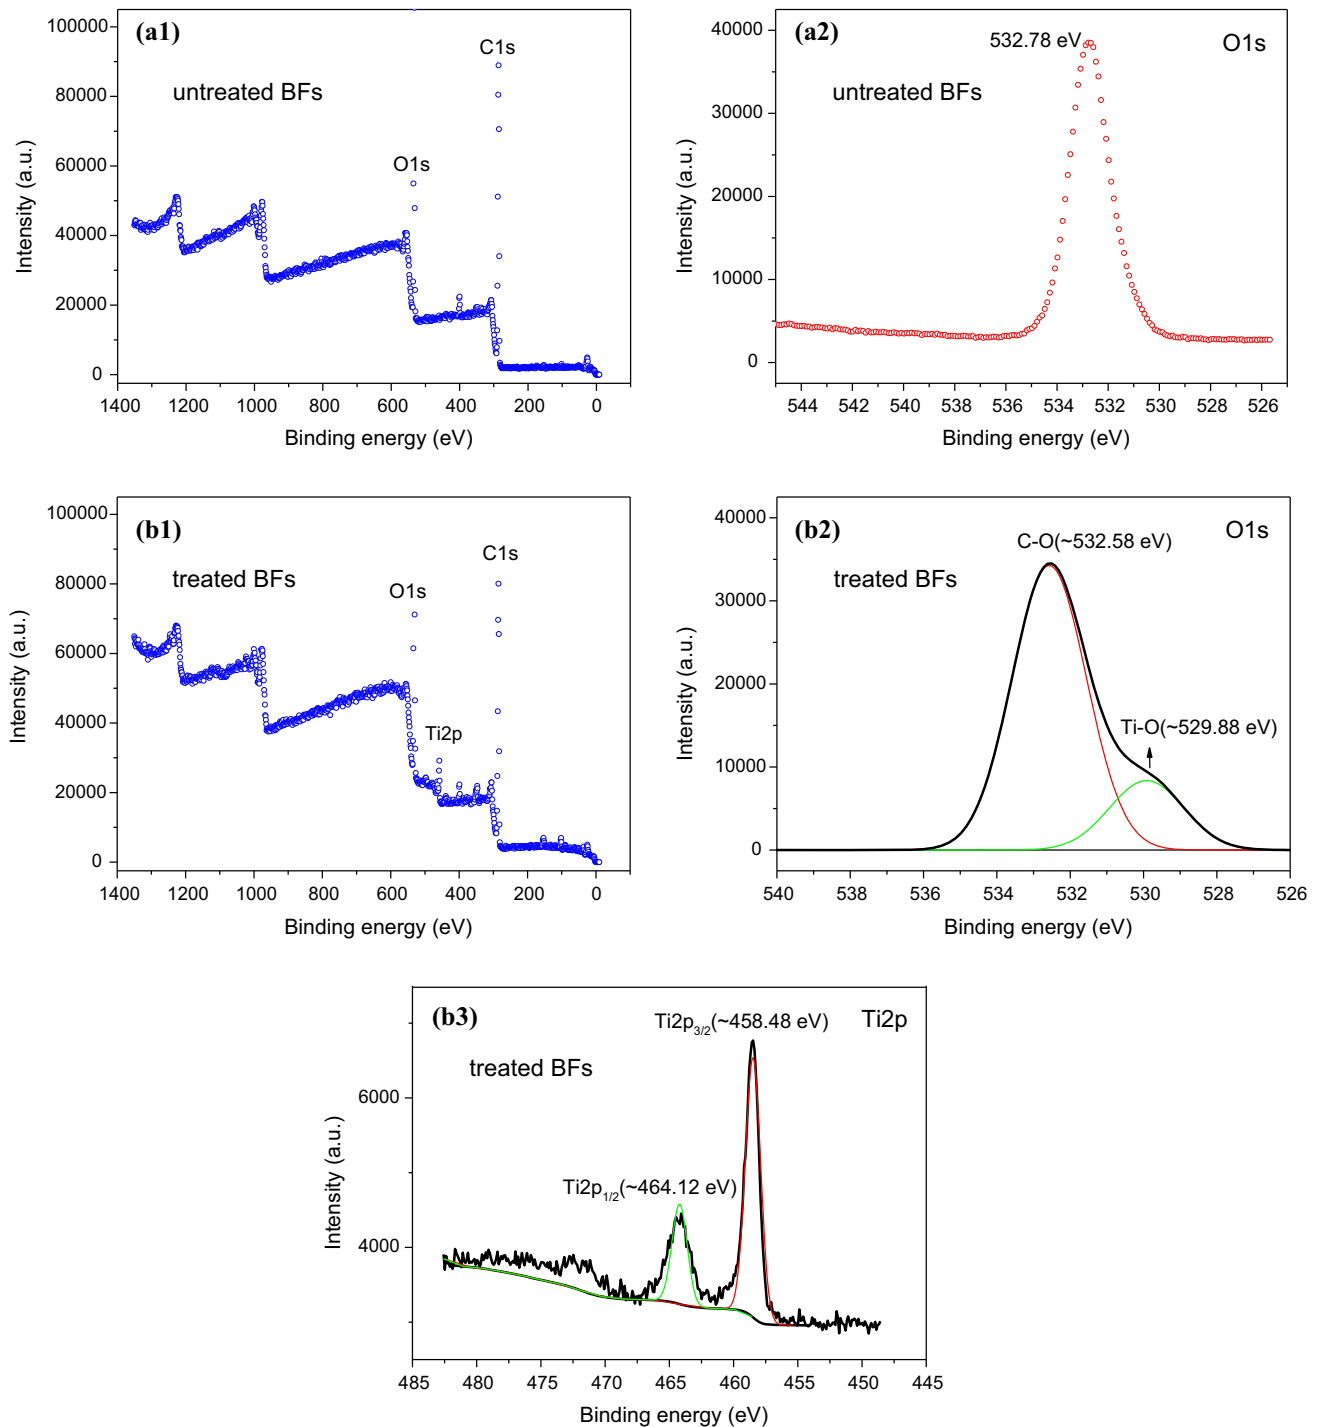 (a1)
C1s
untreated BFs
O1s
Intensity (a.u.)
100000
80000
60000
40000
20000
0
1400 1200 1000 800 600 400 200 0
Binding energy (eV)
(a2)
532.78 eV
O1s
untreated BFs
Intensity (a.u.)
40000
30000
20000
10000
0
544 542 540 538 536 534 532 530 528 526
Binding energy (eV)
(b1)
C1s
treated BFs
O1s
Ti2p
Intensity (a.u.)
100000
80000
60000
40000
20000
0
1400 1200 1000 800 600 400 200 0
Binding energy (eV)
(b2)
O1s
C-O(~532.58 eV)
treated BFs
Ti-O(~529.88 eV)
Intensity (a.u.)
40000
30000
20000
10000
0
540 538 536 534 532 530 528 526
Binding energy (eV)
(b3)
Ti2p3/2(~458.48 eV)
Ti2p
treated BFs
Ti2p1/2(~464.12 eV)
Intensity (a.u.)
6000
4000
485 480 475 470 465 460 455 450 445
Binding energy (eV)